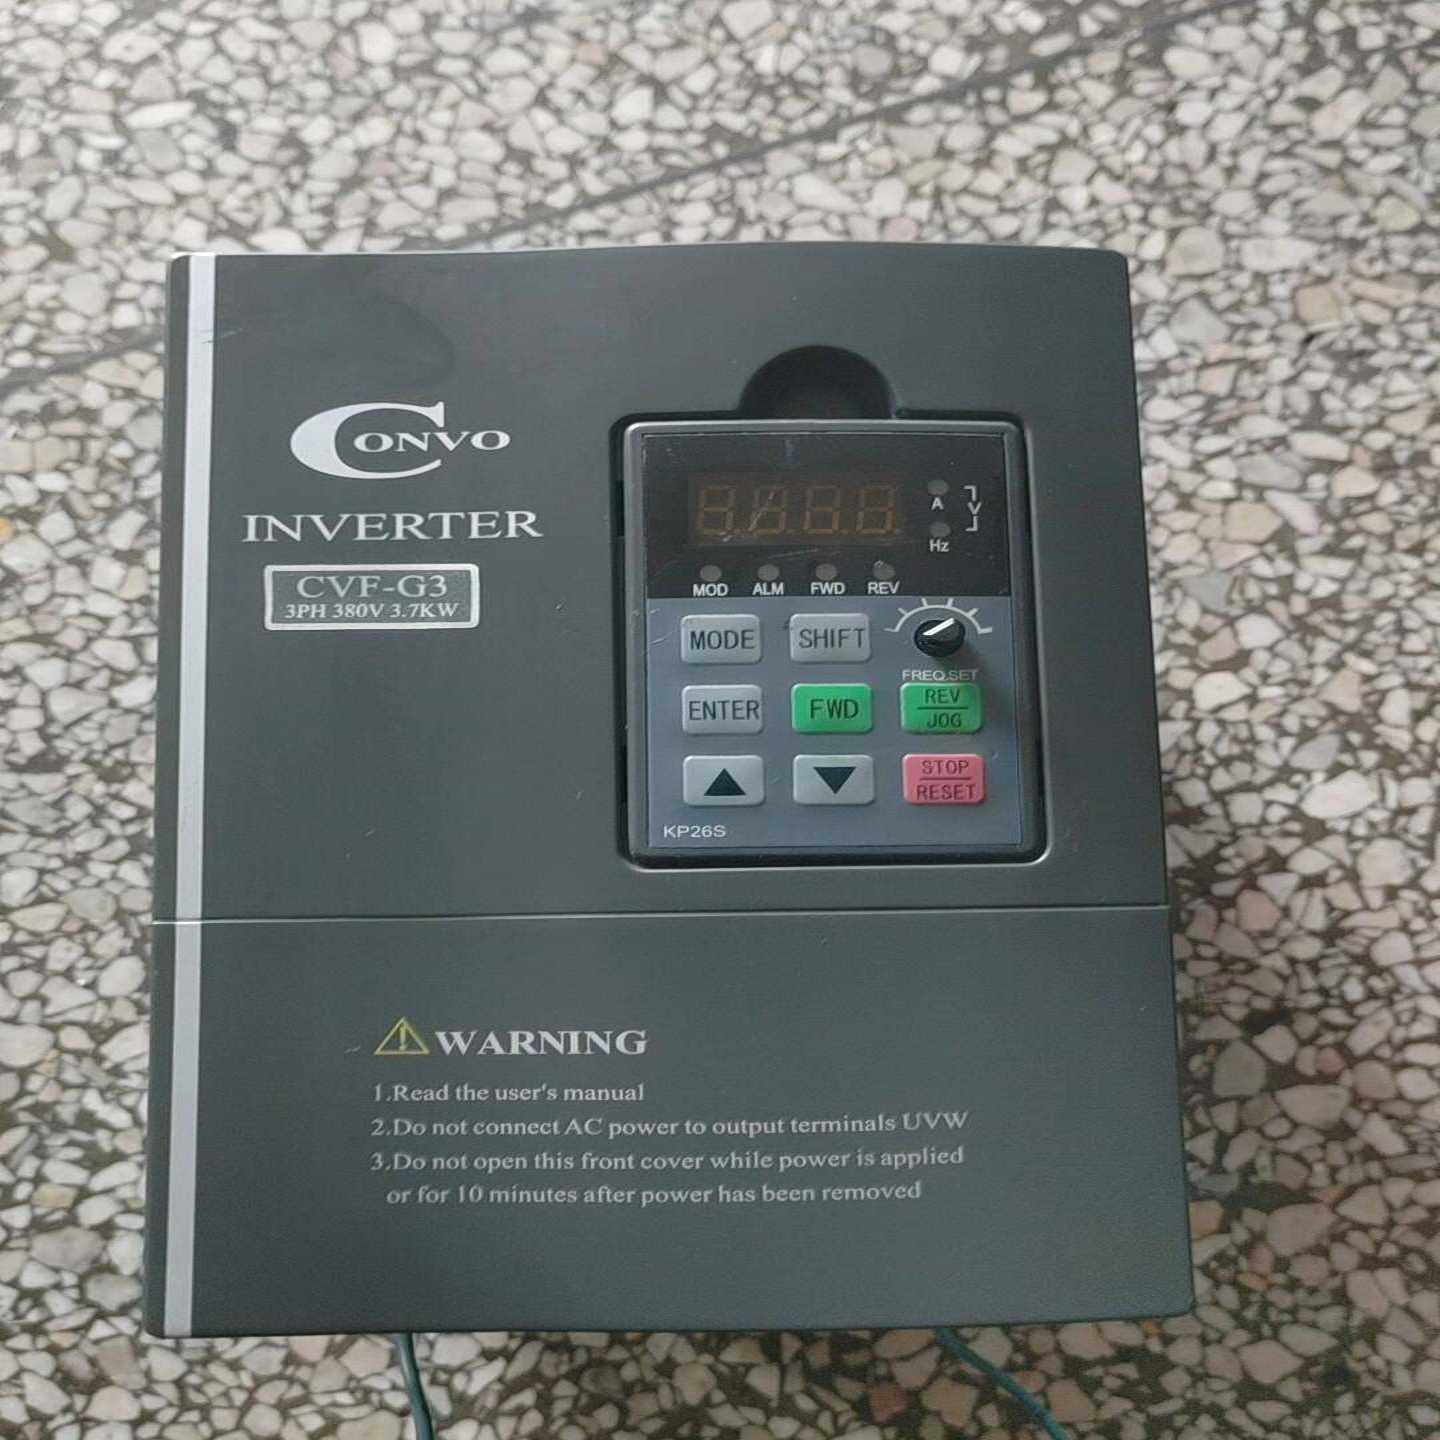 CONVO
INVERTER
CVF-G3
3PH 380V 3.7KW
A
V
Hz
MOD ALM FWD REV
MODE SHIFT
FREQ.SET
ENTER FWD REV
JOG
STOP
RESET
KP26S
WARNING
1.Read the user's manual
2.Do not connect AC power to output terminals UVW
3.Do not open this front cover while power is applied
or for 10 minutes after power has been removed